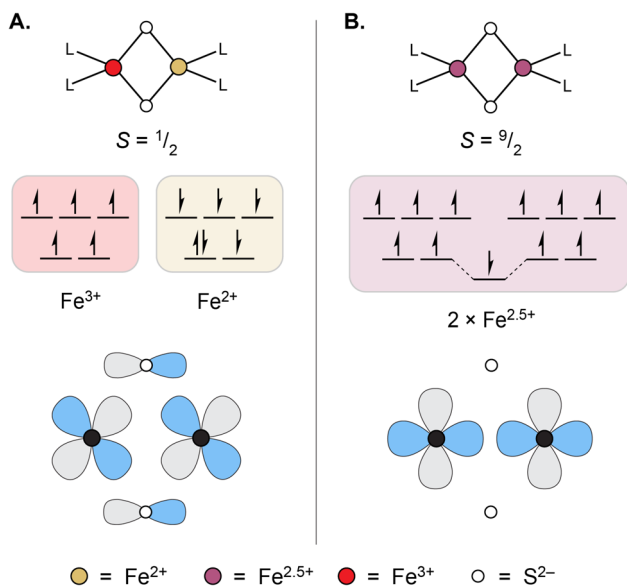 A.
B.
L L
L L
L L
L L
S = 1/2
S = 9/2
Fe3+
Fe2+
2 × Fe2.5+
= Fe2+ = Fe2.5+ = Fe3+ = S2–